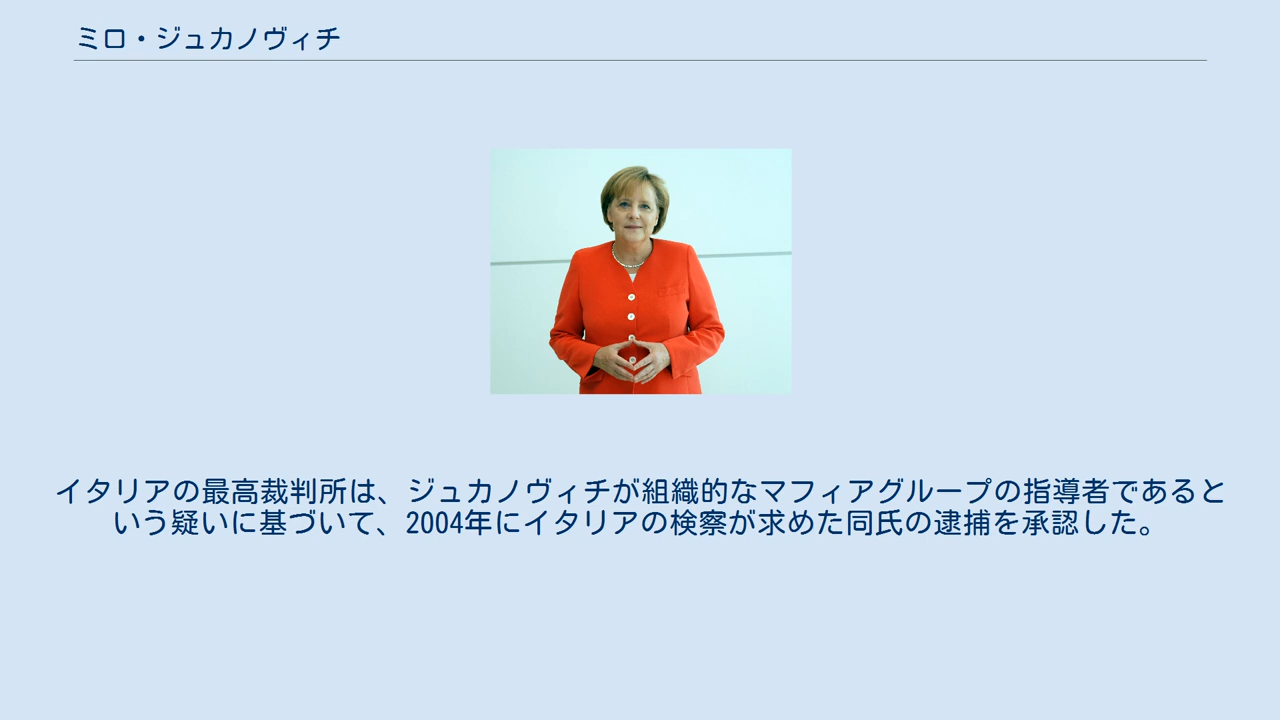 ミロ・ジュカノヴィチ
イタリアの最高裁判所は、ジュカノヴィチが組織的なマフィアグループの指導者であると
いう疑いに基づいて、2004年にイタリアの検察が求めた同氏の逮捕を承認した。